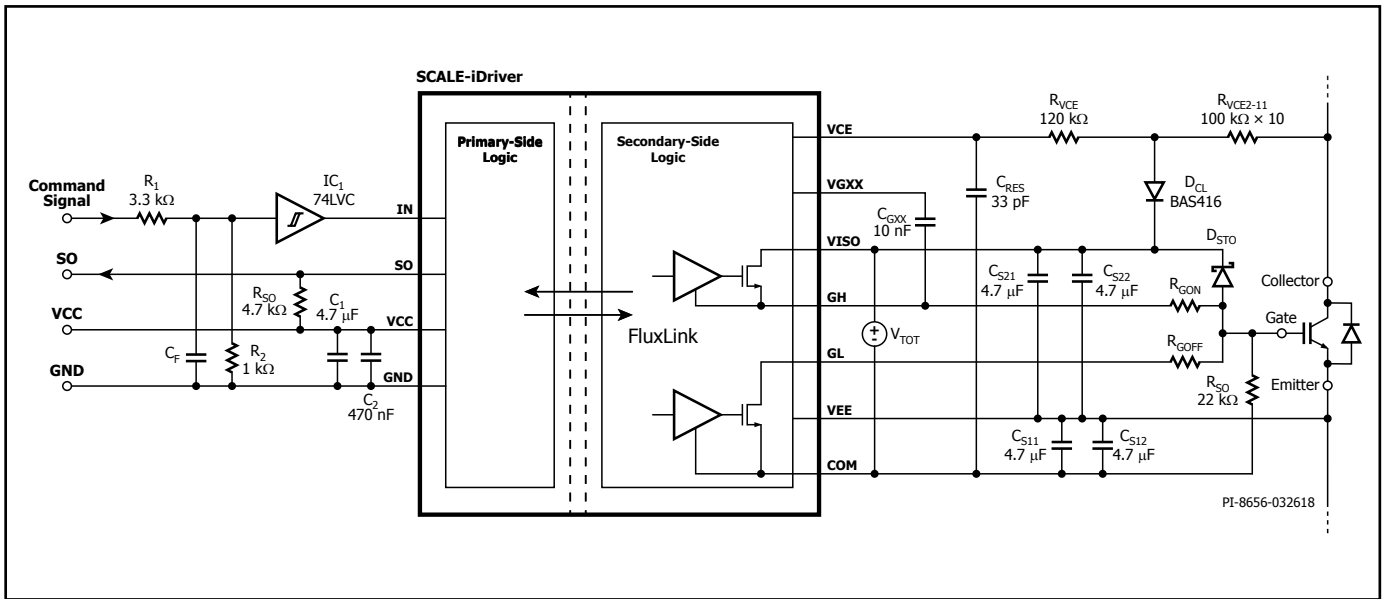 SCALE-iDriver
Primary-Side
Logic
Secondary-Side
Logic
FluxLink
Command
Signal
R1
3.3 kΩ
IC1
74LVC
IN
SO
SO
RSO
4.7 kΩ
C1
4.7 μF
VCC
VCC
CF
R2
1 kΩ
GND
GND
C2
470 nF
VCE
RVCE
120 kΩ
RVCE2-11
100 kΩ × 10
VGXX
CRES
33 pF
DCL
BAS416
CGXX
10 nF
VISO
DSTO
CS21
4.7 μF
CS22
4.7 μF
GH
RGON
Collector
Gate
VTOT
GL
RGOFF
RSO
22 kΩ
Emitter
VEE
CS11
4.7 μF
CS12
4.7 μF
COM
PI-8656-032618